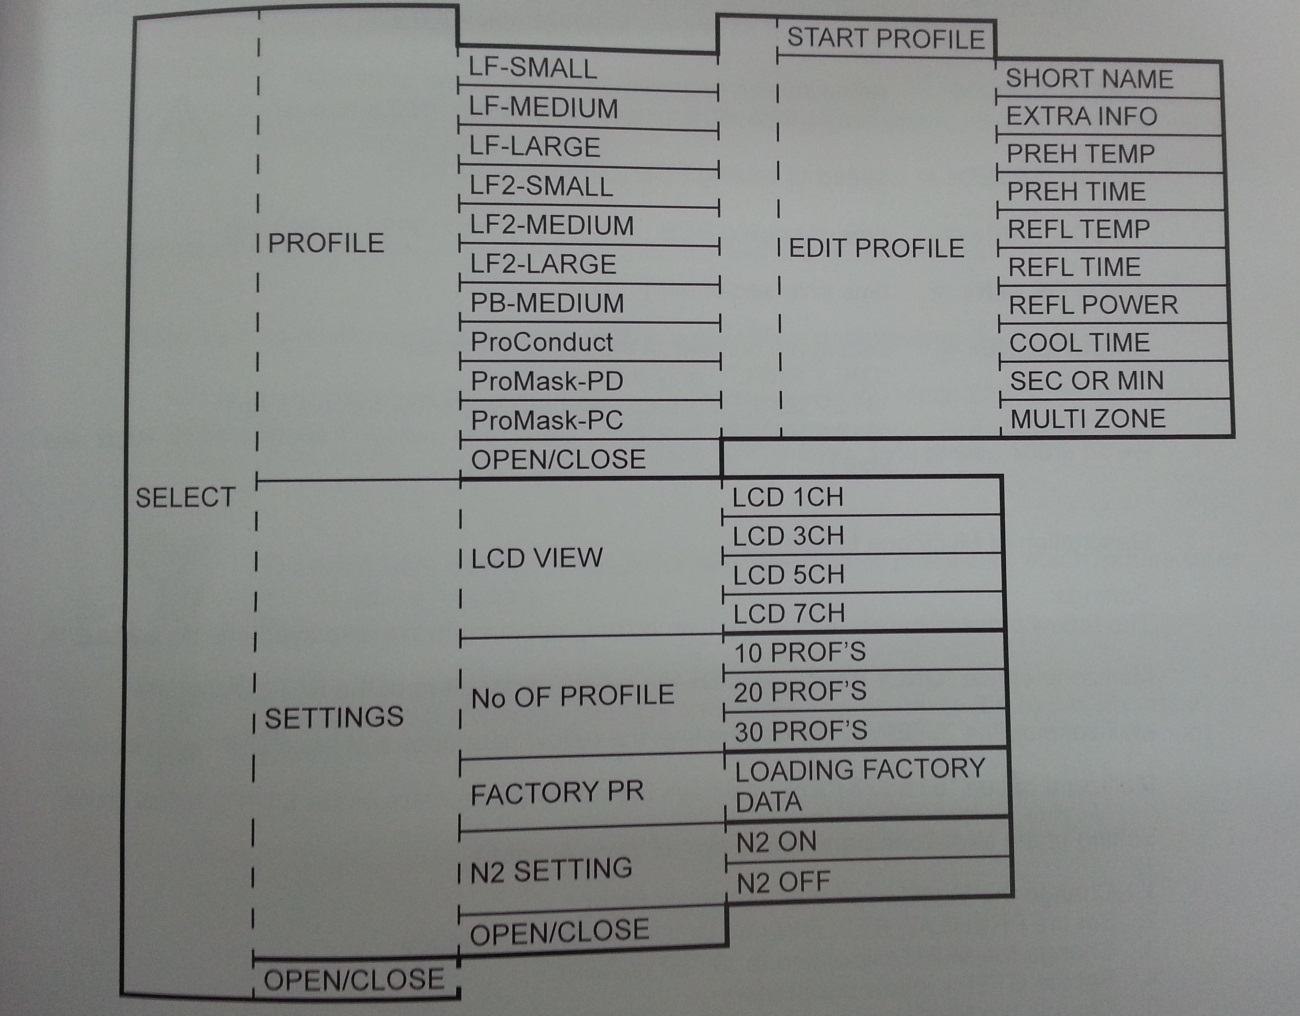 START PROFILE
LF-SMALL
SHORT NAME
LF-MEDIUM
EXTRA INFO
LF-LARGE
PREH TEMP
LF2-SMALL
PREH TIME
LF2-MEDIUM
REFL TEMP
PROFILE
EDIT PROFILE
LF2-LARGE
REFL TIME
PB-MEDIUM
REFL POWER
ProConduct
COOL TIME
ProMask-PD
SEC OR MIN
ProMask-PC
MULTI ZONE
OPEN/CLOSE
SELECT
LCD 1CH
LCD 3CH
LCD VIEW
LCD 5CH
LCD 7CH
10 PROF'S
No OF PROFILE
20 PROF'S
SETTINGS
30 PROF'S
FACTORY PR
LOADING FACTORY
DATA
N2 ON
N2 SETTING
N2 OFF
OPEN/CLOSE
OPEN/CLOSE